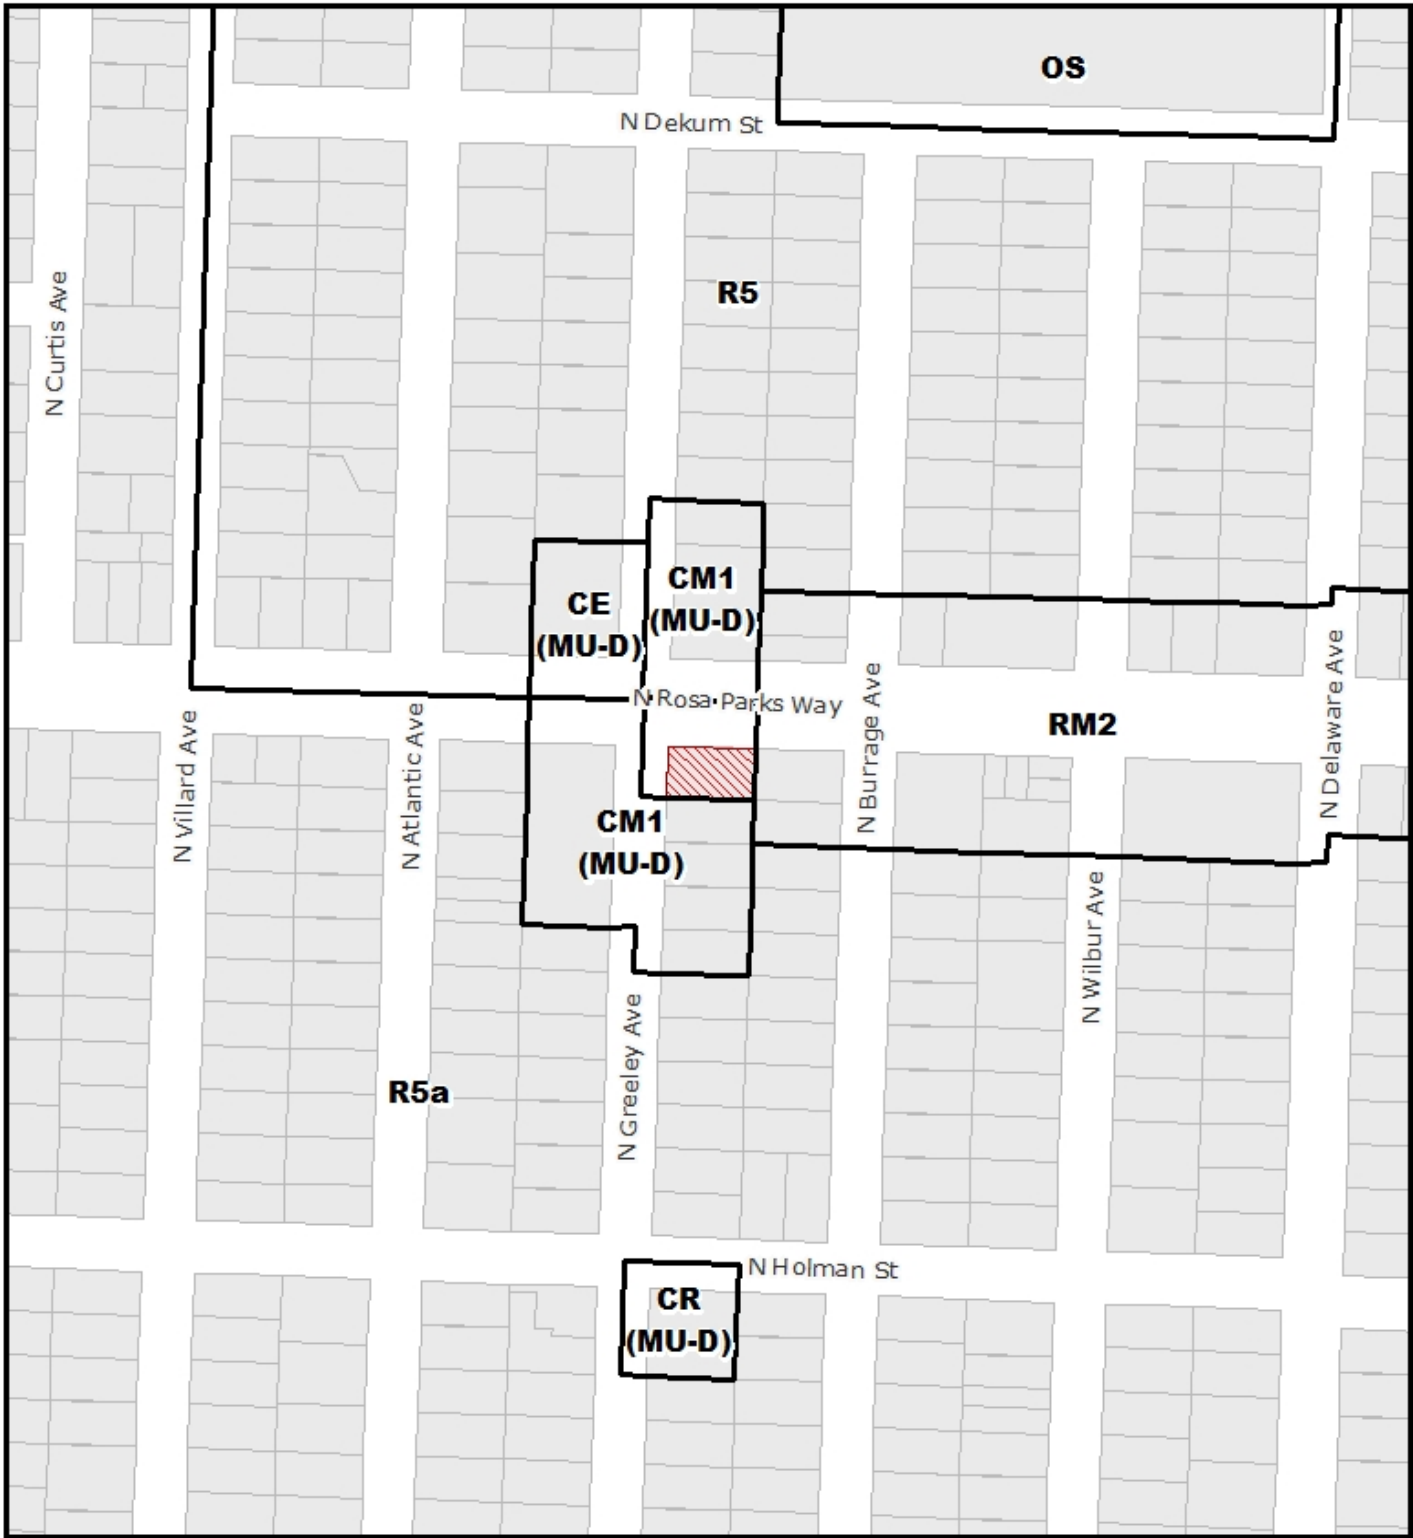 OS
N Dekum St
R5
N Curtis Ave
CM1
(MU-D)
CE
(MU-D)
N Rosa Parks Way
N Burrage Ave
RM2
N Delaware Ave
N Villard Ave
N Atlantic Ave
CM1
(MU-D)
N Wilbur Ave
N Greeley Ave
R5a
N Holman St
CR
(MU-D)